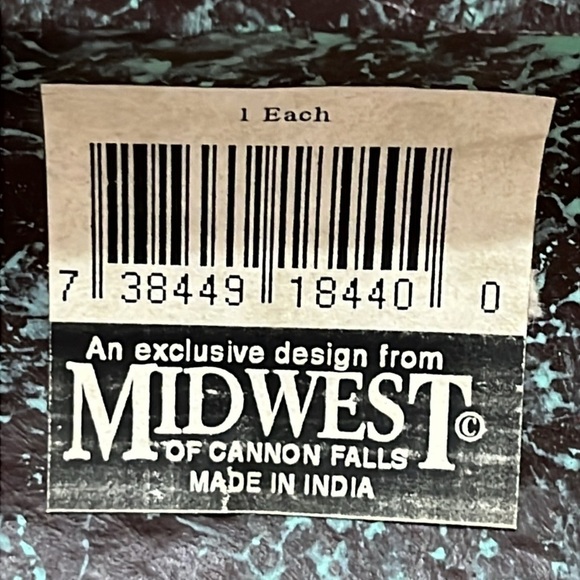 1 Each
7 38449 18440 0
An exclusive design from
MIDWEST©
OF CANNON FALLS
MADE IN INDIA